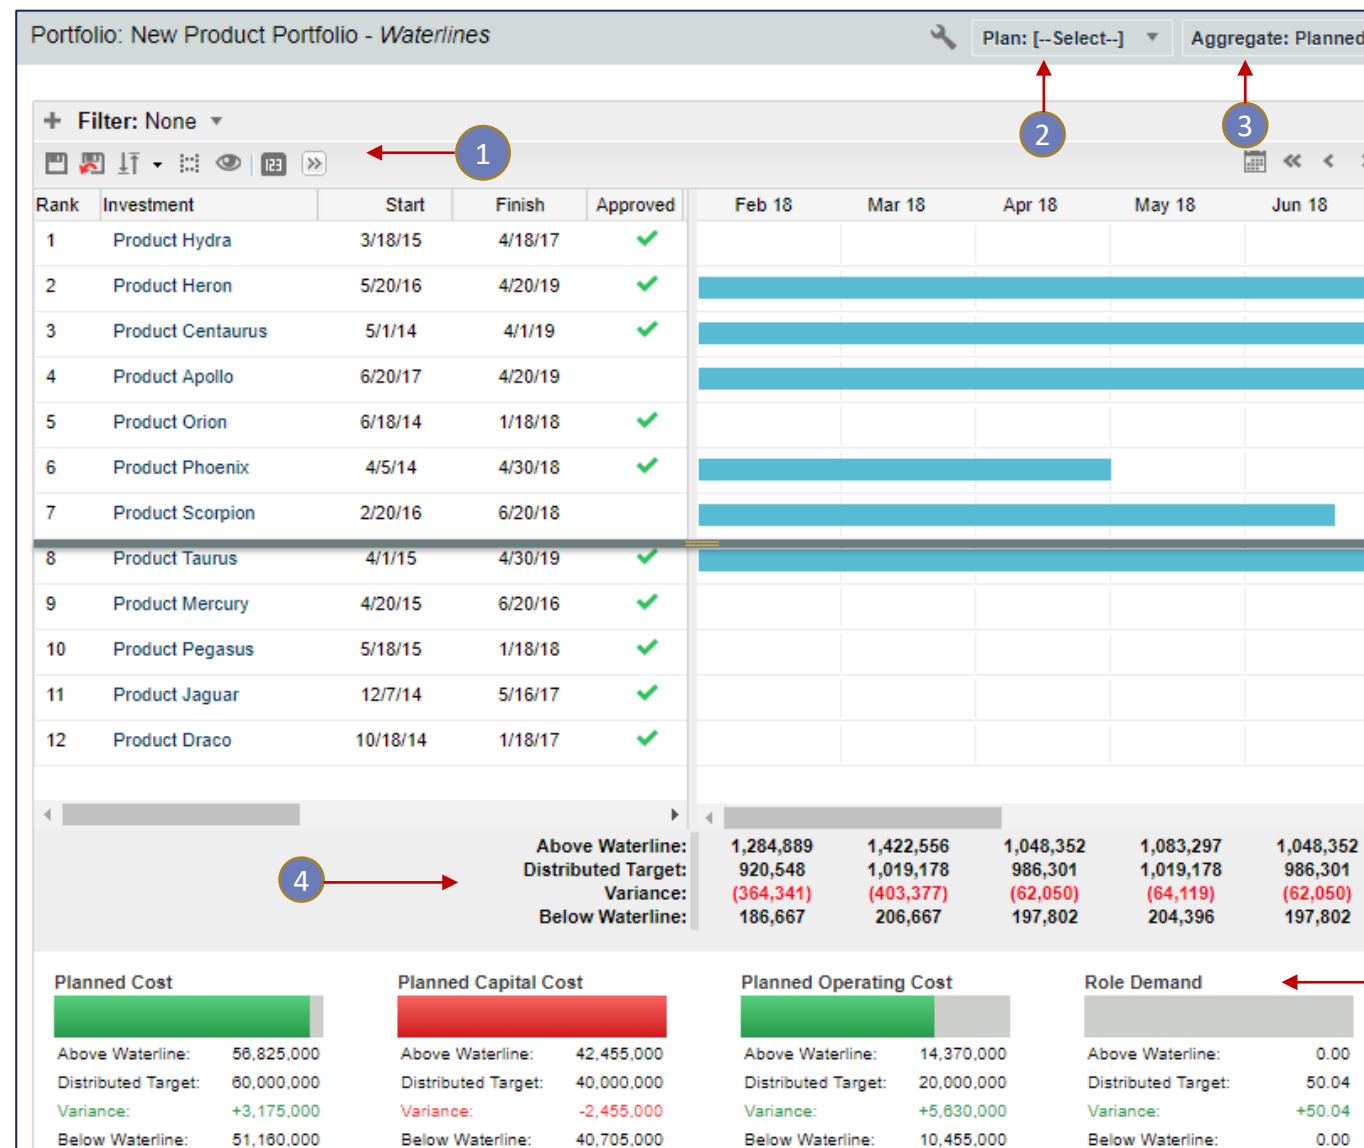 Portfolio: New Product Portfolio - Waterlines
Plan: [--Select--]
Aggregate: Planned
2
3
+ Filter: None
1
123
Rank Investment Start Finish Approved Feb 18 Mar 18 Apr 18 May 18 Jun 18
1 Product Hydra 3/18/15 4/18/17
2 Product Heron 5/20/16 4/20/19
3 Product Centaurus 5/1/14 4/1/19
4 Product Apollo 6/20/17 4/20/19
5 Product Orion 6/18/14 1/18/18
6 Product Phoenix 4/5/14 4/30/18
7 Product Scorpion 2/20/16 6/20/18
8 Product Taurus 4/1/15 4/30/19
9 Product Mercury 4/20/15 6/20/16
10 Product Pegasus 5/18/15 1/18/18
11 Product Jaguar 12/7/14 5/16/17
12 Product Draco 10/18/14 1/18/17
Above Waterline: 1,284,889 1,422,556 1,048,352 1,083,297 1,048,352
Distributed Target: 920,548 1,019,178 986,301 1,019,178 986,301
4
Variance: (364,341) (403,377) (62,050) (64,119) (62,050)
Below Waterline: 186,667 206,667 197,802 204,396 197,802
Planned Cost
Above Waterline: 56,825,000
Distributed Target: 60,000,000
Variance: +3,175,000
Below Waterline: 51,160,000
Planned Capital Cost
Above Waterline: 42,455,000
Distributed Target: 40,000,000
Variance: -2,455,000
Below Waterline: 40,705,000
Planned Operating Cost
Above Waterline: 14,370,000
Distributed Target: 20,000,000
Variance: +5,630,000
Below Waterline: 10,455,000
Role Demand
Above Waterline: 0.00
Distributed Target: 50.04
Variance: +50.04
Below Waterline: 0.00